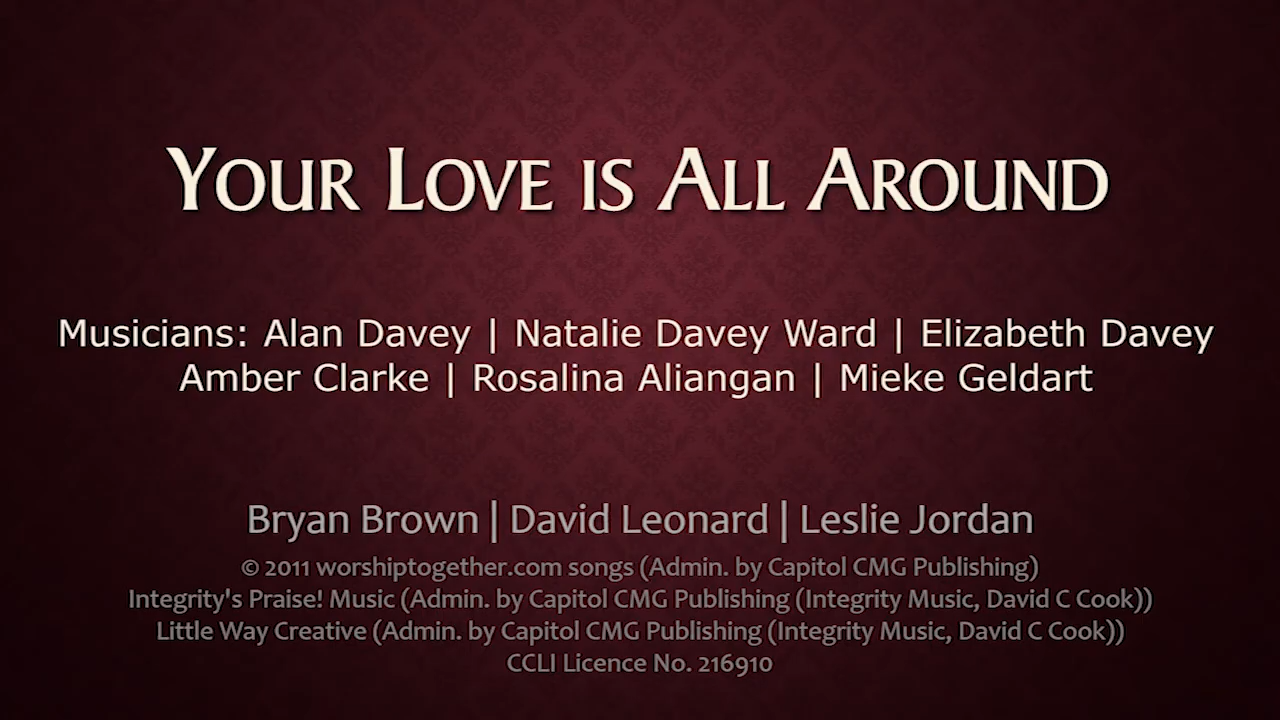 Your Love is All Around
Musicians: Alan Davey | Natalie Davey Ward | Elizabeth Davey
Amber Clarke | Rosalina Aliangan | Mieke Geldart
Bryan Brown | David Leonard | Leslie Jordan
© 2011 worshiptogether.com songs (Admin. by Capitol CMG Publishing)
Integrity's Praise! Music (Admin. by Capitol CMG Publishing (Integrity Music, David C Cook))
Little Way Creative (Admin. by Capitol CMG Publishing (Integrity Music, David C Cook))
CCLI Licence No. 216910